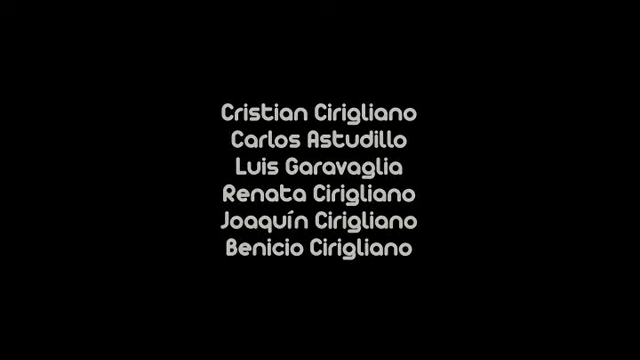 Cristian Cirigliano
Carlos Astudillo
Luis Garavaglia
Renata Cirigliano
Joaquín Cirigliano
Benicio Cirigliano